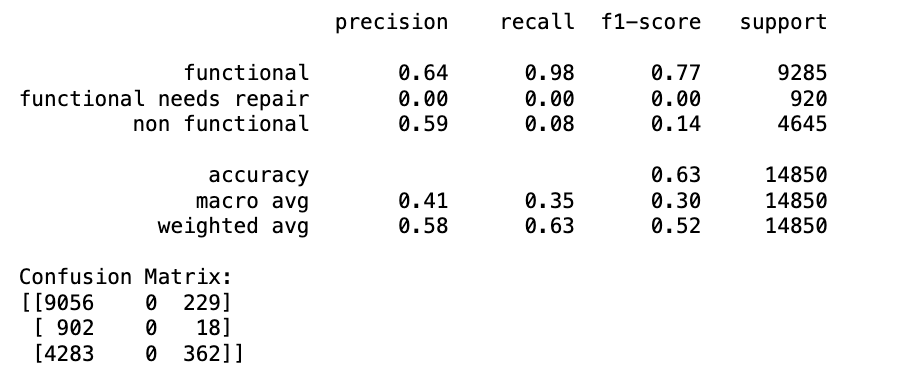 precision recall f1-score support
functional 0.64 0.98 0.77 9285
functional needs repair 0.00 0.00 0.00 920
non functional 0.59 0.08 0.14 4645
accuracy 0.63 14850
macro avg 0.41 0.35 0.30 14850
weighted avg 0.58 0.63 0.52 14850
Confusion Matrix:
[[9056 0 229]
[ 902 0 18]
[4283 0 362]]